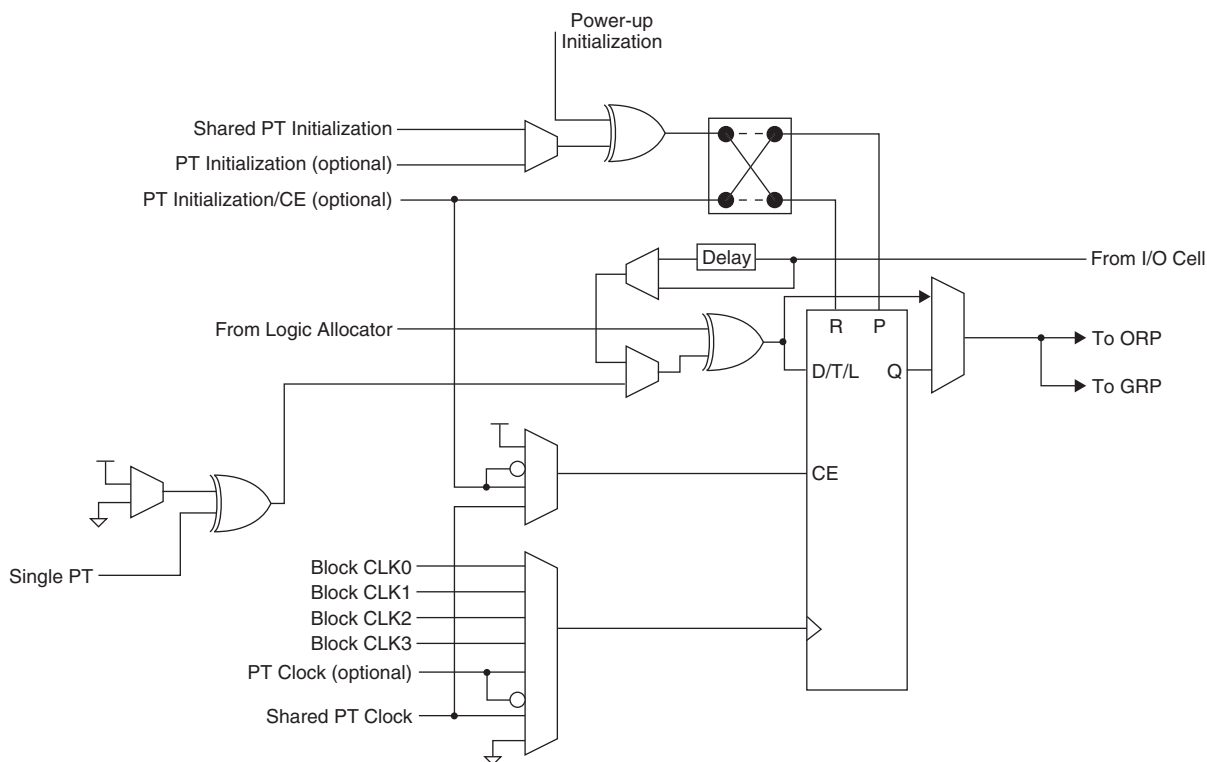 Power-up
Initialization
Shared PT Initialization
PT Initialization (optional)
PT Initialization/CE (optional)
Delay
From I/O Cell
From Logic Allocator
R
P
To ORP
D/T/L
Q
To GRP
CE
Single PT
Block CLK0
Block CLK1
Block CLK2
Block CLK3
PT Clock (optional)
Shared PT Clock